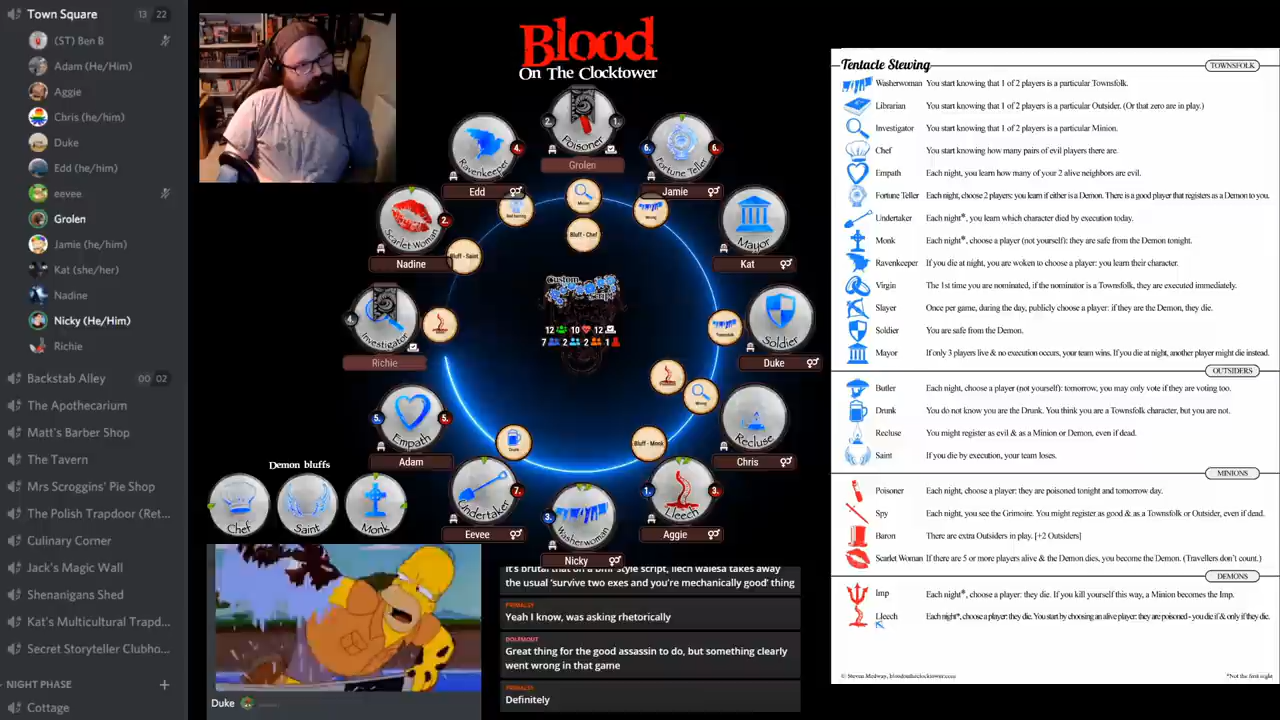 Town Square
13
22
(ST) Ben B
Adam (He/Him)
Aggie
Chris (he/him)
Duke
Edd (he/him)
eevee
Grolen
Jamie (he/him)
Kat (she/her)
Nadine
Nicky (He/Him)
Richie
Backstab Alley
00
02
The Apothecarium
Matt's Barber Shop
The Tavern
Mrs Scroggins' Pie Shop
The Polish Trapdoor (Ret...
Culinary Corner
Jack's Magic Wall
Shenanigans Shed
Kat's Multicultural Trapd...
Secret Storyteller Clubho...
NIGHT PHASE
Cottage
Blood
On The Clocktower
Poisoner
2.
1.
Grolen
Ravenkeeper
4.
Edd
Fortune Teller
6.
6.
Jamie
Scarlet Woman
2.
Nadine
Mayor
Kat
Investigator
4.
Richie
Soldier
Duke
Empath
5.
5.
Adam
Recluse
Chris
Undertaker
7.
Eevee
Washerwoman
3.
Nicky
Lleech
1.
3.
Aggie
Red herring
Minion
Wrong
Bluff - Chef
Bluff - Saint
Townsfolk
Wrong
Bluff - Monk
Drunk
Custom
Script
12 10 12
7 2 2 1
Demon bluffs
Chef
Saint
Monk
Duke
the usual 'survive two exes and you're mechanically good' thing
Yeah I know, was asking rhetorically
Great thing for the good assassin to do, but something clearly
went wrong in that game
Definitely
Tentacle Stewing
TOWNSFOLK
Washerwoman You start knowing that 1 of 2 players is a particular Townsfolk.
Librarian You start knowing that 1 of 2 players is a particular Outsider. (Or that zero are in play.)
Investigator You start knowing that 1 of 2 players is a particular Minion.
Chef You start knowing how many pairs of evil players there are.
Empath Each night, you learn how many of your 2 alive neighbors are evil.
Fortune Teller Each night, choose 2 players: you learn if either is a Demon. There is a good player that registers as a Demon to you.
Undertaker Each night*, you learn which character died by execution today.
Monk Each night*, choose a player (not yourself): they are safe from the Demon tonight.
Ravenkeeper If you die at night, you are woken to choose a player: you learn their character.
Virgin The 1st time you are nominated, if the nominator is a Townsfolk, they are executed immediately.
Slayer Once per game, during the day, publicly choose a player: if they are the Demon, they die.
Soldier You are safe from the Demon.
Mayor If only 3 players live & no execution occurs, your team wins. If you die at night, another player might die instead.
OUTSIDERS
Butler Each night, choose a player (not yourself): tomorrow, you may only vote if they are voting too.
Drunk You do not know you are the Drunk. You think you are a Townsfolk character, but you are not.
Recluse You might register as evil & as a Minion or Demon, even if dead.
Saint If you die by execution, your team loses.
MINIONS
Poisoner Each night, choose a player: they are poisoned tonight and tomorrow day.
Spy Each night, you see the Grimoire. You might register as good & as a Townsfolk or Outsider, even if dead.
Baron There are extra Outsiders in play. [+2 Outsiders]
Scarlet Woman If there are 5 or more players alive & the Demon dies, you become the Demon. (Travellers don't count.)
DEMONS
Imp Each night*, choose a player: they die. If you kill yourself this way, a Minion becomes the Imp.
Lleech Each night*, choose a player: they die. You start by choosing an alive player: they are poisoned - you die if & only if they die.
© Steven Medway, bloodontheclocktower.com
*Not the first night